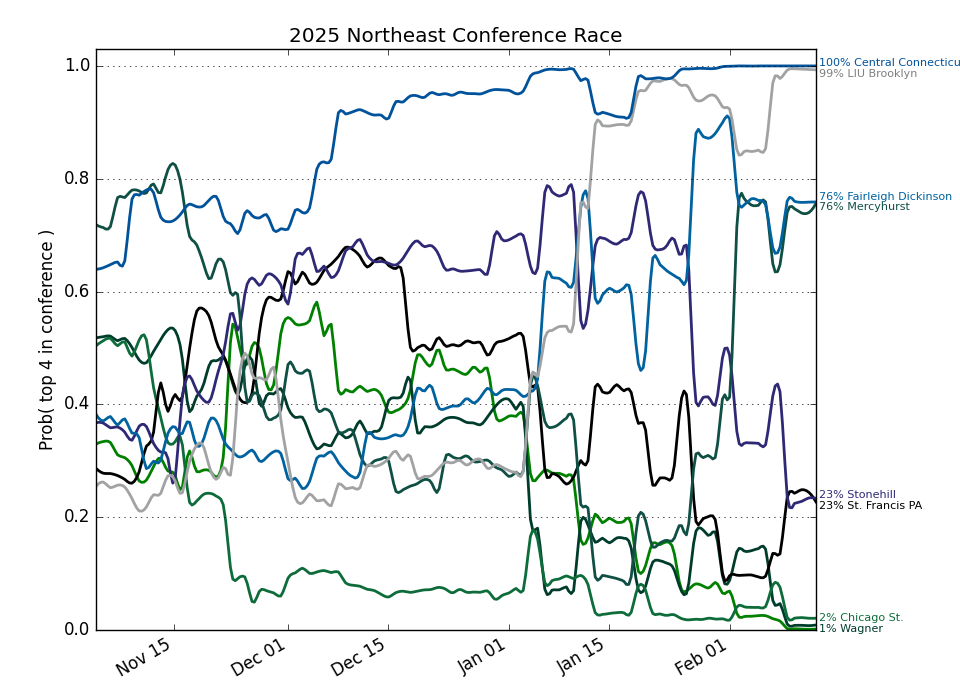 2025 Northeast Conference Race
Prob( top 4 in conference )
1.0
0.8
0.6
0.4
0.2
0.0
Nov 15
Dec 01
Dec 15
Jan 01
Jan 15
Feb 01
100% Central Connecticu
99% LIU Brooklyn
76% Fairleigh Dickinson
76% Mercyhurst
23% Stonehill
23% St. Francis PA
2% Chicago St.
1% Wagner